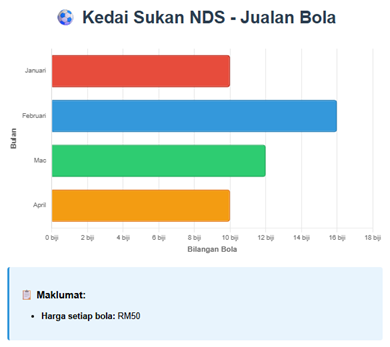 Kedai Sukan NDS - Jualan Bola
Januari
Februari
Mac
April
Bulan
0 biji 2 biji 4 biji 6 biji 8 biji 10 biji 12 biji 14 biji 16 biji 18 biji
Bilangan Bola
Maklumat:
• Harga setiap bola: RM50